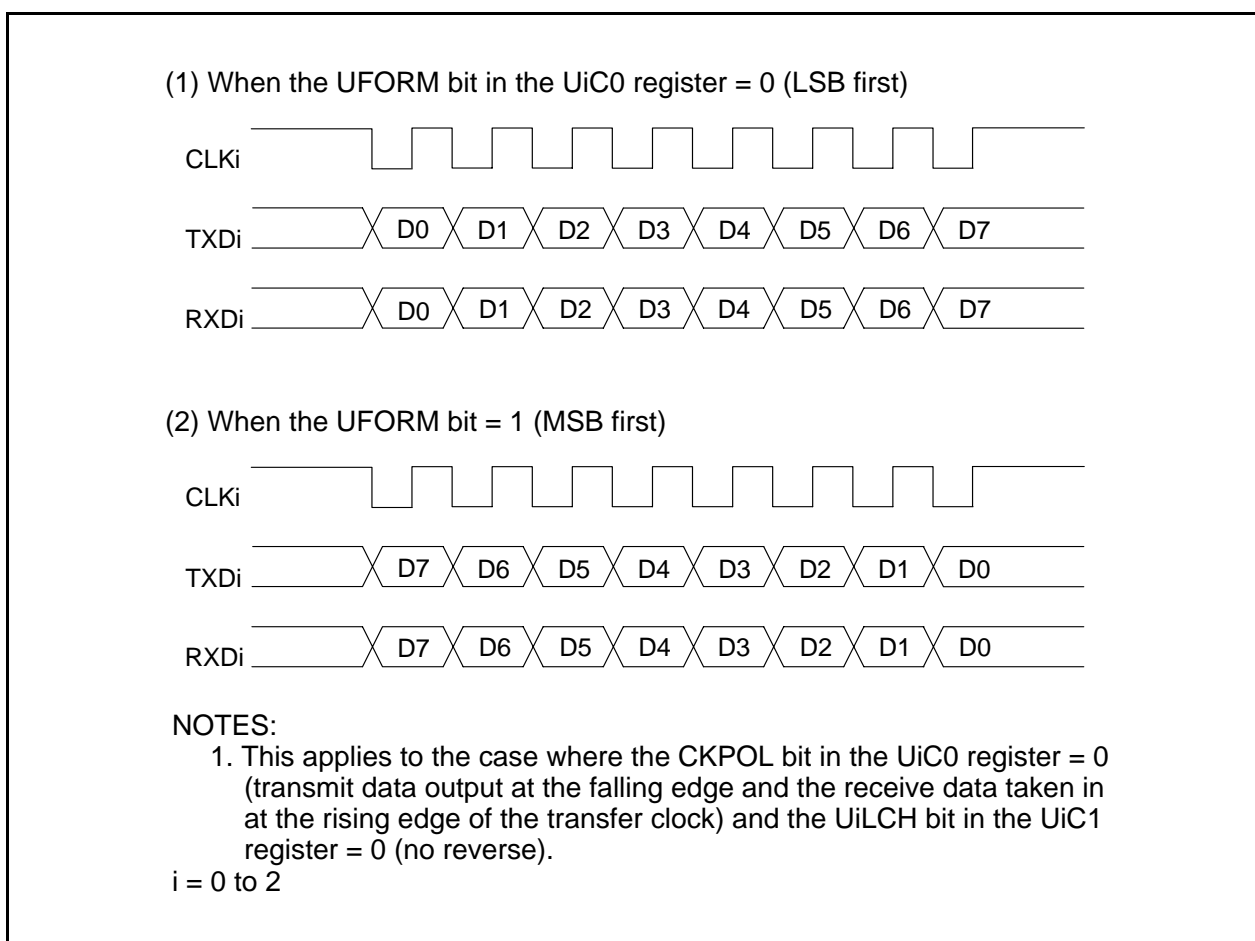 (1) When the UFORM bit in the UiC0 register = 0 (LSB first)
CLKi
TXDi D0 D1 D2 D3 D4 D5 D6 D7
RXDi D0 D1 D2 D3 D4 D5 D6 D7
(2) When the UFORM bit = 1 (MSB first)
CLKi
TXDi D7 D6 D5 D4 D3 D2 D1 D0
RXDi D7 D6 D5 D4 D3 D2 D1 D0
NOTES:
1. This applies to the case where the CKPOL bit in the UiC0 register = 0
(transmit data output at the falling edge and the receive data taken in
at the rising edge of the transfer clock) and the UiLCH bit in the UiC1
register = 0 (no reverse).
i = 0 to 2